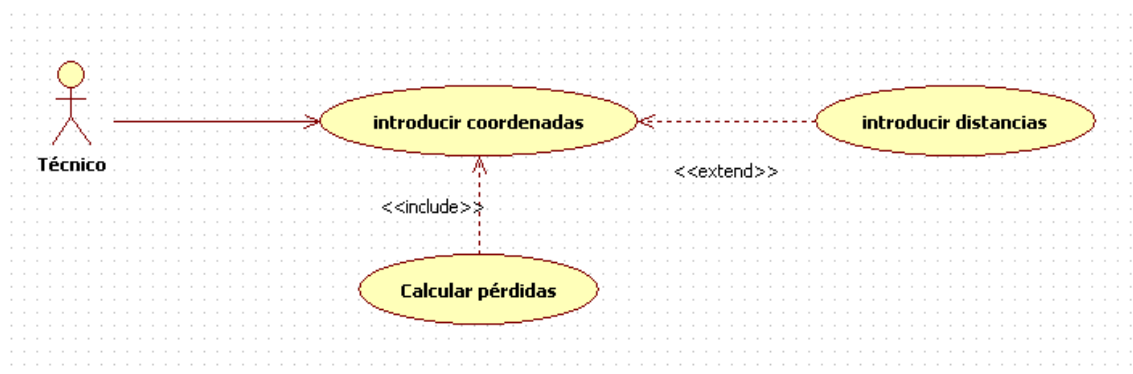 introducir coordenadas
introducir distancias
Técnico
<<extend>>
<<include>>
Calcular pérdidas